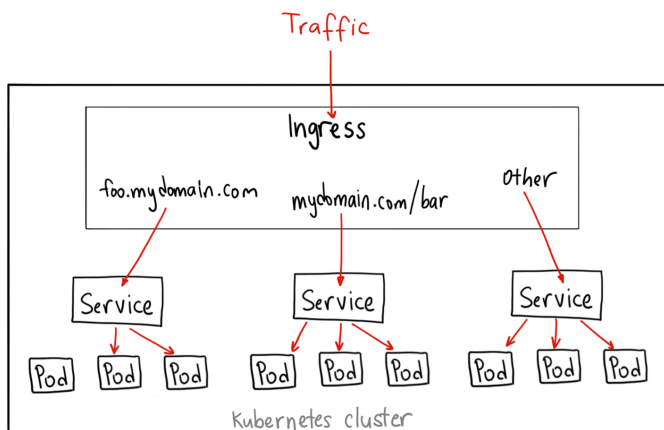 Traffic
Ingress
foo.mydomain.com
mydomain.com/bar
Other
Service
Service
Service
Pod
Pod
Pod
Pod
Pod
Pod
Pod
Pod
Pod
Kubernetes cluster